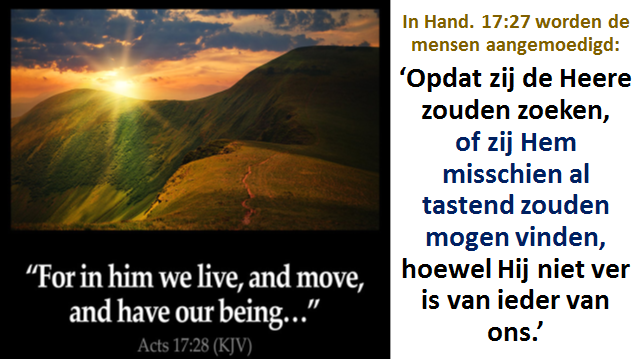 “For in him we live, and move,
and have our being...”
Acts 17:28 (KJV)
In Hand. 17:27 worden de
mensen aangemoedigd:
‘Opdat zij de Heere
zouden zoeken,
of zij Hem
misschien al
tastend zouden
mogen vinden,
hoewel Hij niet ver
is van ieder van
ons.’